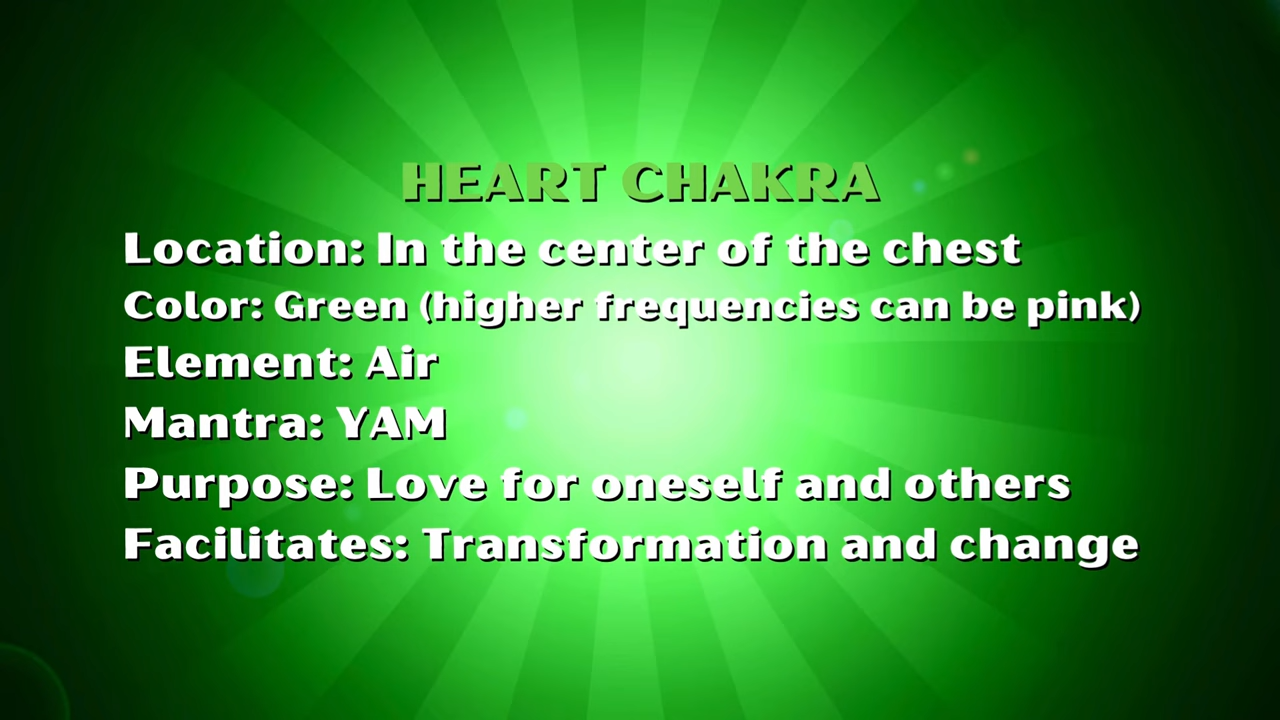 HEART CHAKRA
Location: In the center of the chest
Color: Green (higher frequencies can be pink)
Element: Air
Mantra: YAM
Purpose: Love for oneself and others
Facilitates: Transformation and change